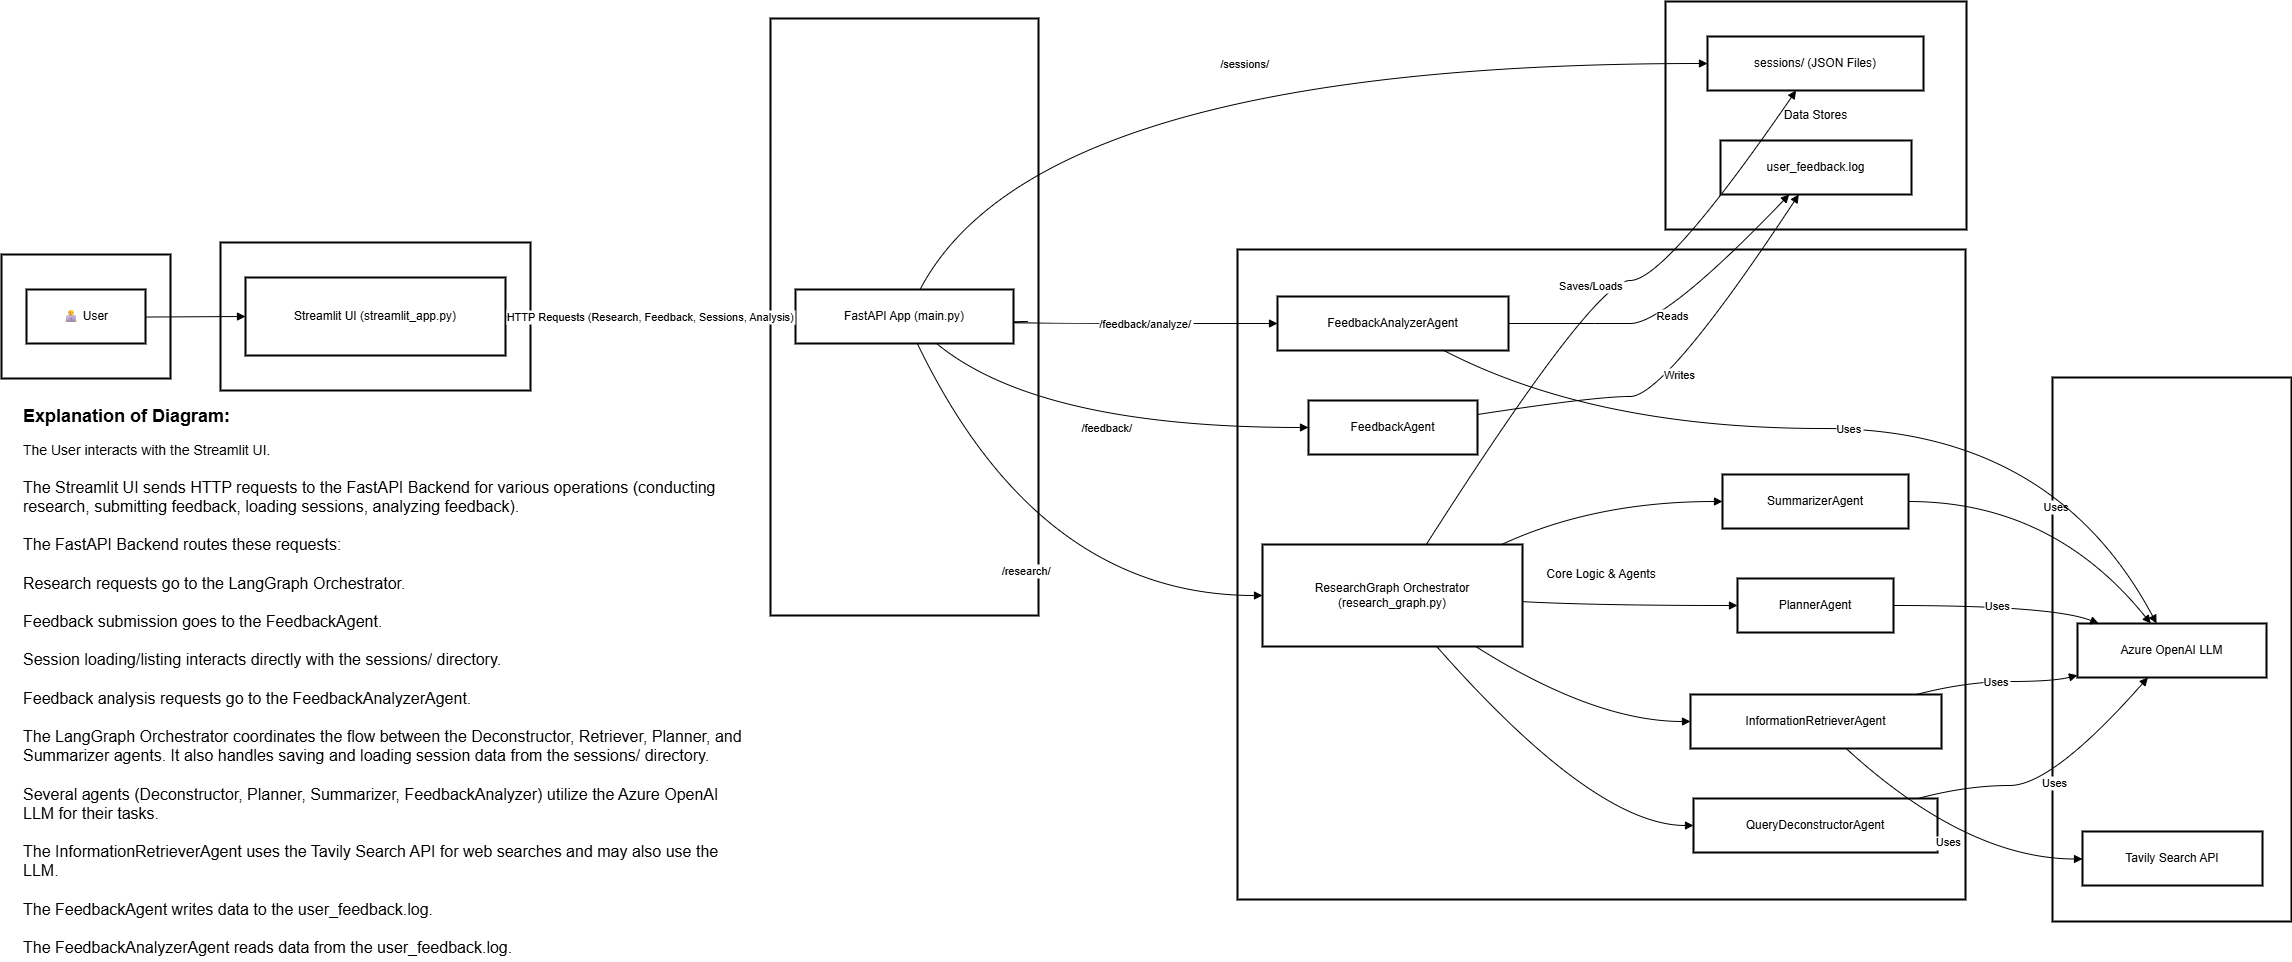 /sessions/
sessions/ (JSON Files)
Data Stores
user_feedback.log
User
Streamlit UI (streamlit_app.py)
HTTP Requests (Research, Feedback, Sessions, Analysis)
FastAPI App (main.py)
/feedback/analyze/
FeedbackAnalyzerAgent
Saves/Loads
Reads
Writes
/feedback/
FeedbackAgent
Uses
SummarizerAgent
Uses
/research/
ResearchGraph Orchestrator
(research_graph.py)
Core Logic & Agents
PlannerAgent
Uses
Azure OpenAI LLM
InformationRetrieverAgent
Uses
QueryDeconstructorAgent
Uses
Uses
Tavily Search API
Explanation of Diagram:
The User interacts with the Streamlit UI.
The Streamlit UI sends HTTP requests to the FastAPI Backend for various operations (conducting
research, submitting feedback, loading sessions, analyzing feedback).
The FastAPI Backend routes these requests:
Research requests go to the LangGraph Orchestrator.
Feedback submission goes to the FeedbackAgent.
Session loading/listing interacts directly with the sessions/ directory.
Feedback analysis requests go to the FeedbackAnalyzerAgent.
The LangGraph Orchestrator coordinates the flow between the Deconstructor, Retriever, Planner, and
Summarizer agents. It also handles saving and loading session data from the sessions/ directory.
Several agents (Deconstructor, Planner, Summarizer, FeedbackAnalyzer) utilize the Azure OpenAI
LLM for their tasks.
The InformationRetrieverAgent uses the Tavily Search API for web searches and may also use the
LLM.
The FeedbackAgent writes data to the user_feedback.log.
The FeedbackAnalyzerAgent reads data from the user_feedback.log.